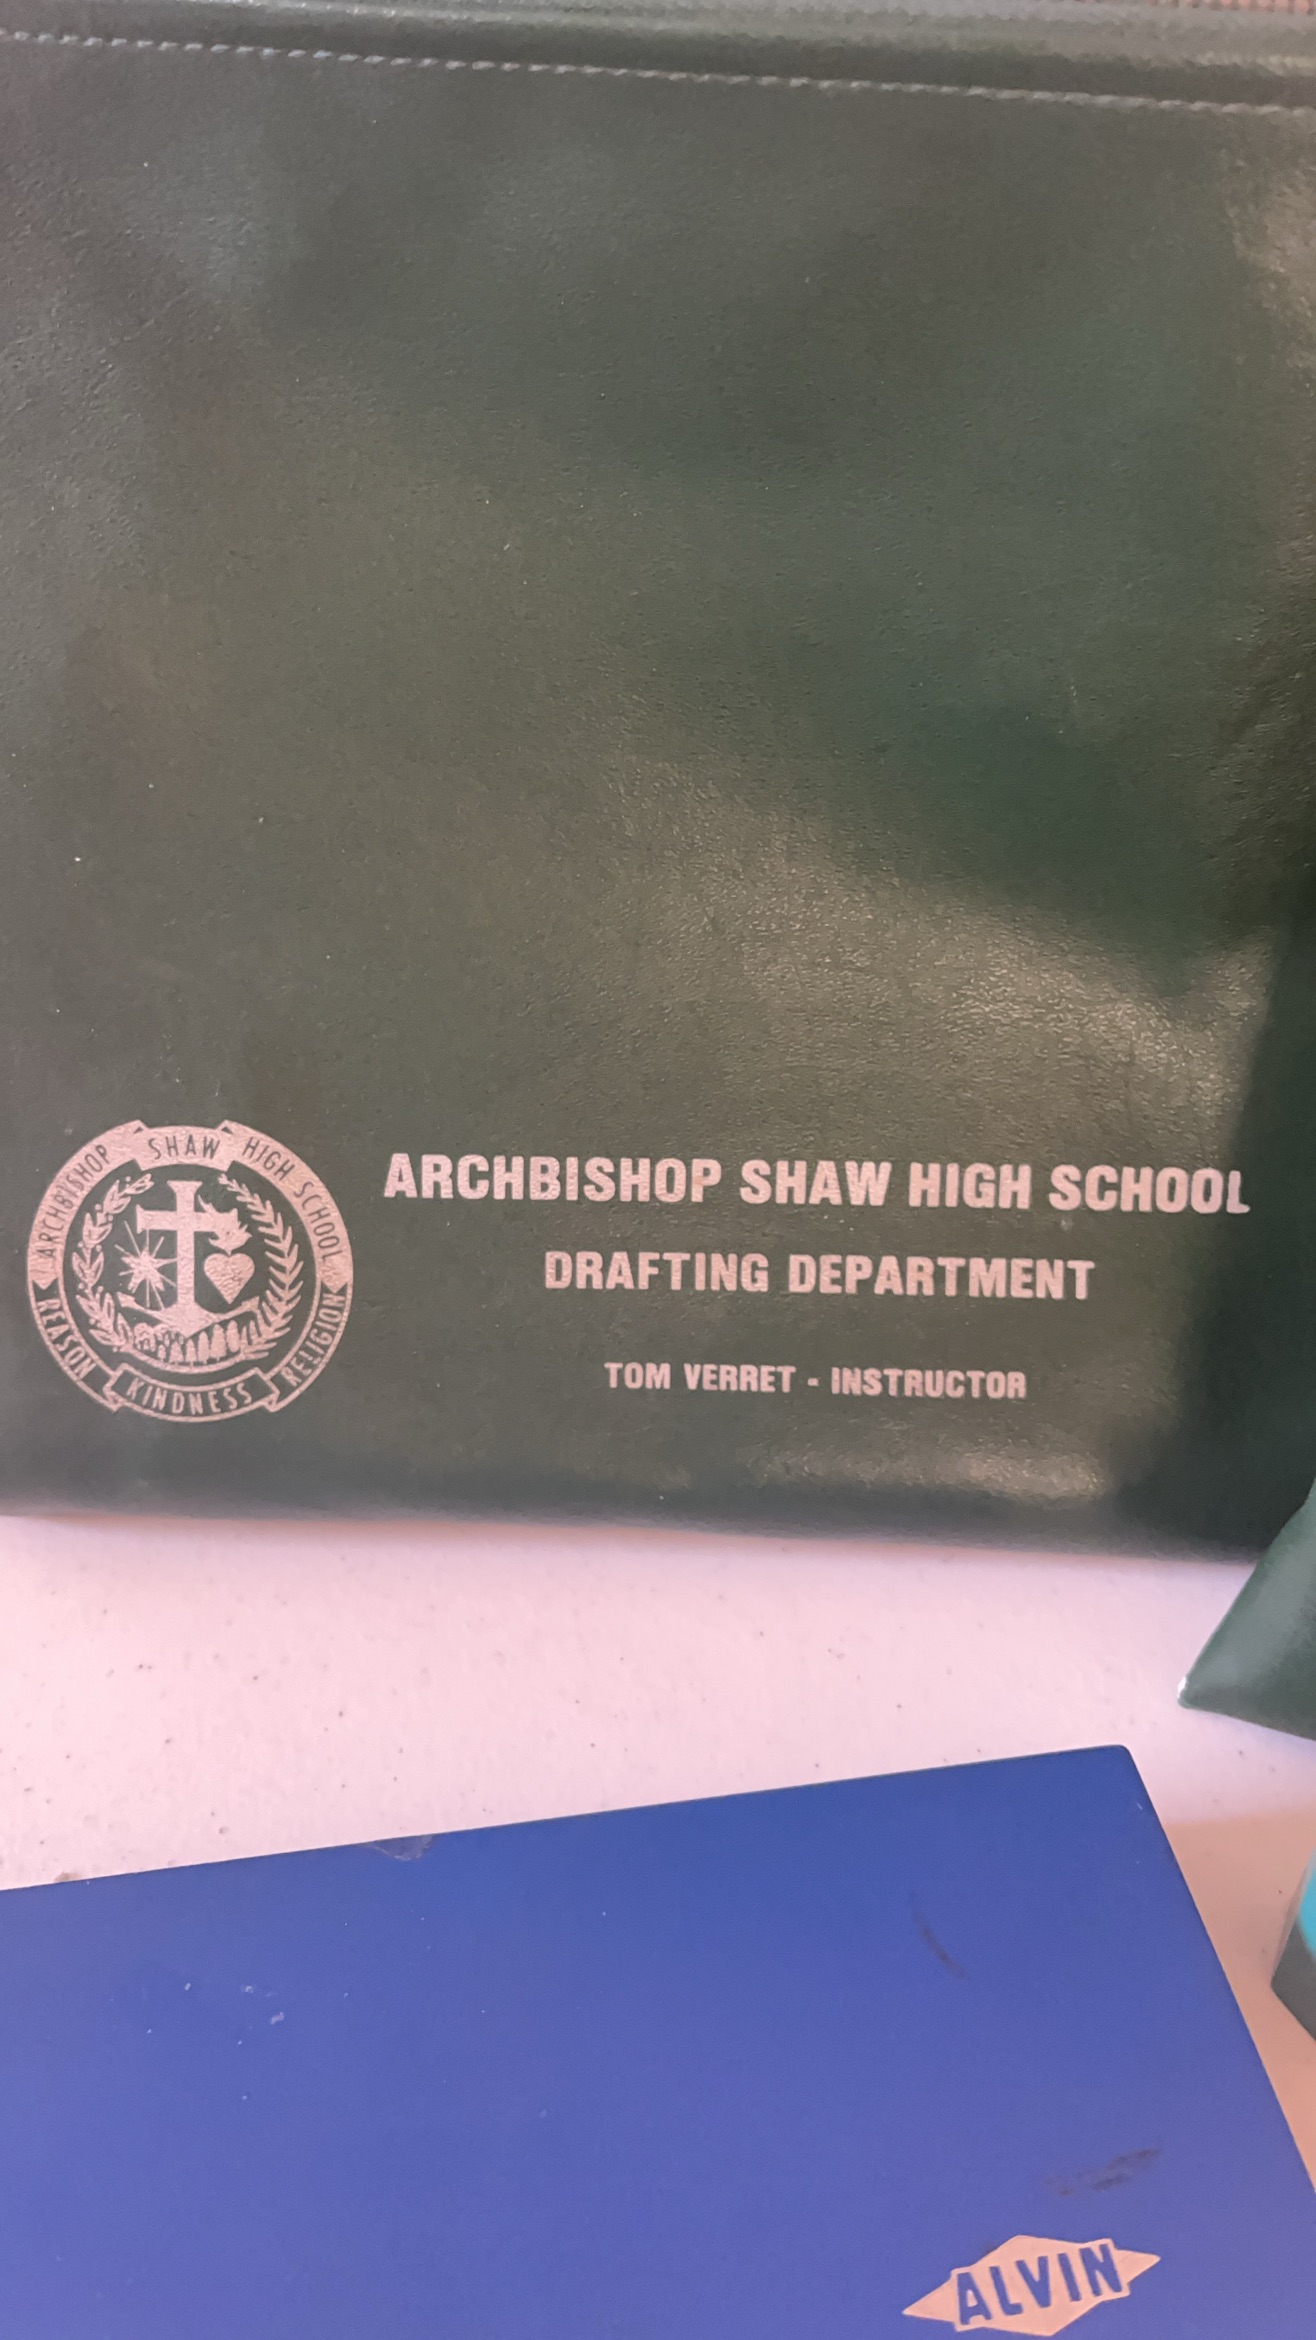 ARCHBISHOP SHAW HIGH SCHOOL
REASON KINDNESS RELIGION
ARCHBISHOP SHAW HIGH SCHOOL
DRAFTING DEPARTMENT
TOM VERRET - INSTRUCTOR
ALVIN